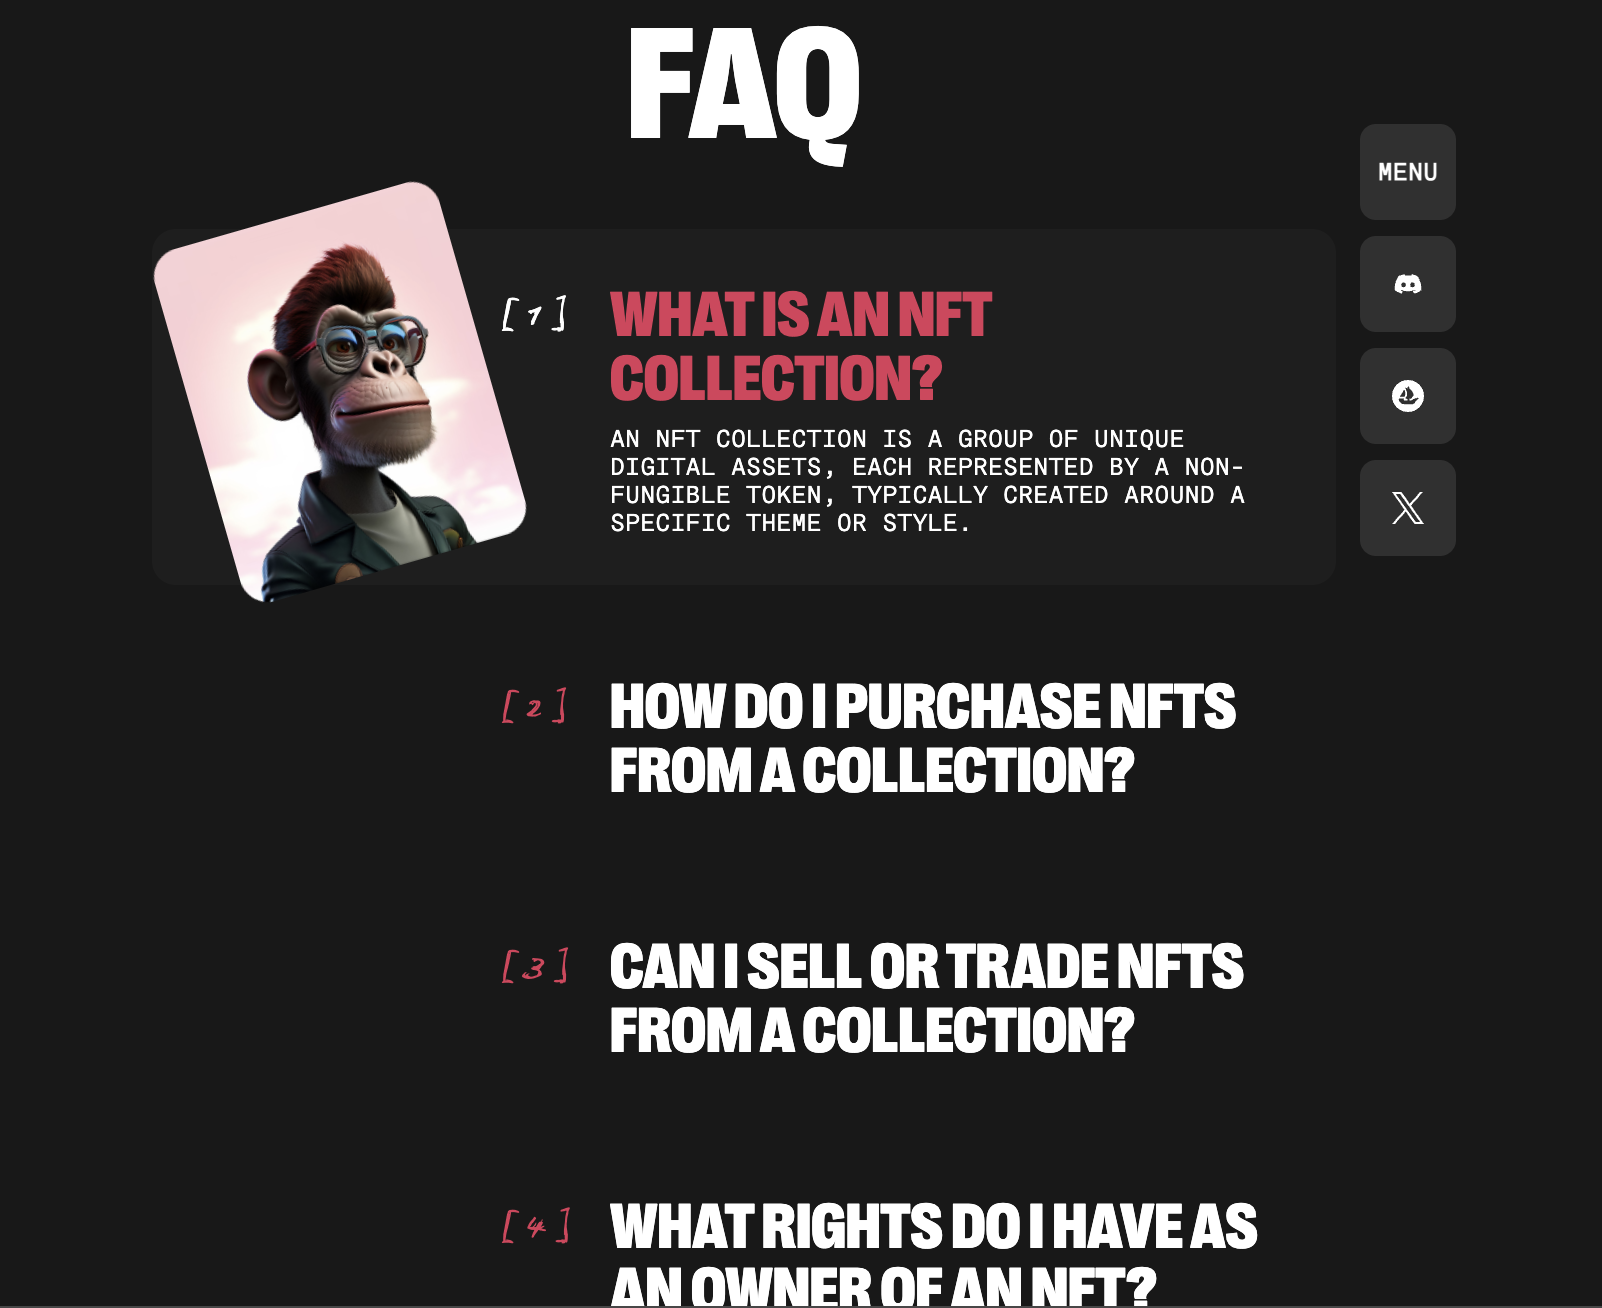 FAQ
MENU
[1]
WHAT IS AN NFT
COLLECTION?
AN NFT COLLECTION IS A GROUP OF UNIQUE
DIGITAL ASSETS, EACH REPRESENTED BY A NON-
FUNGIBLE TOKEN, TYPICALLY CREATED AROUND A
SPECIFIC THEME OR STYLE.
[2]
HOW DO I PURCHASE NFTS
FROM A COLLECTION?
[3]
CAN I SELL OR TRADE NFTS
FROM A COLLECTION?
[4]
WHAT RIGHTS DO I HAVE AS
AN OWNER OF AN NFT?